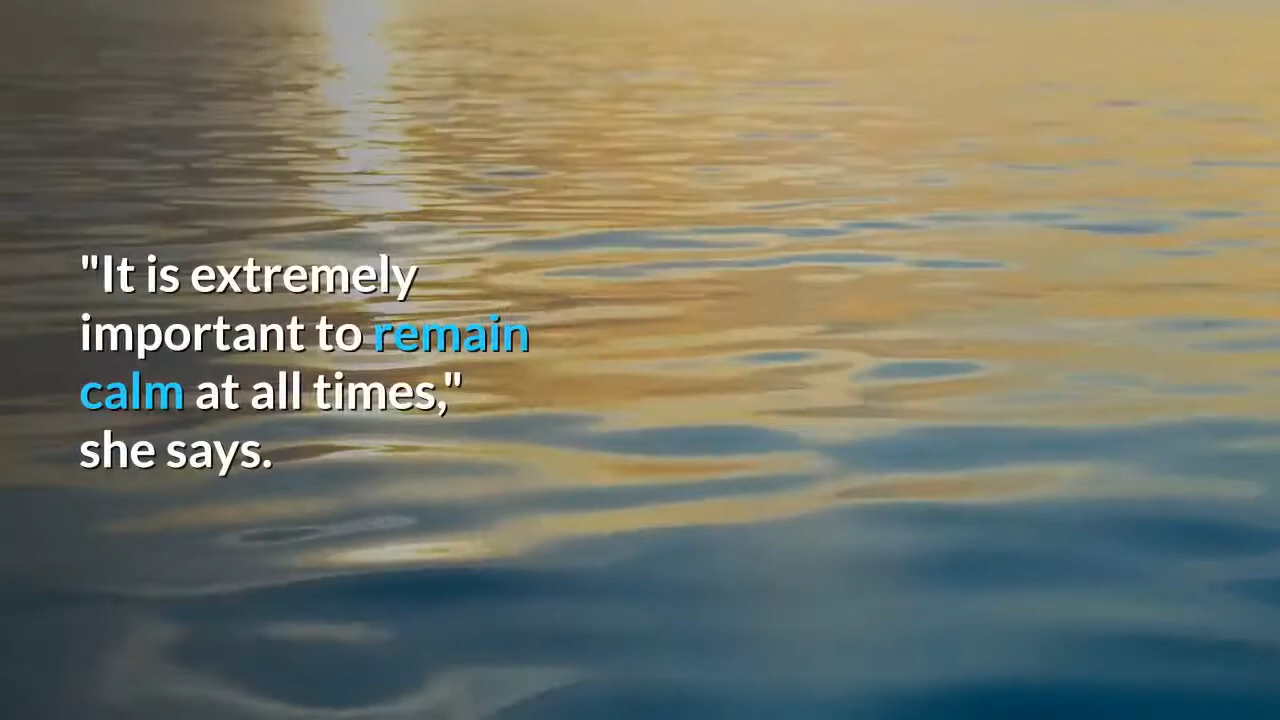 "It is extremely
important to remain
calm at all times,"
she says.